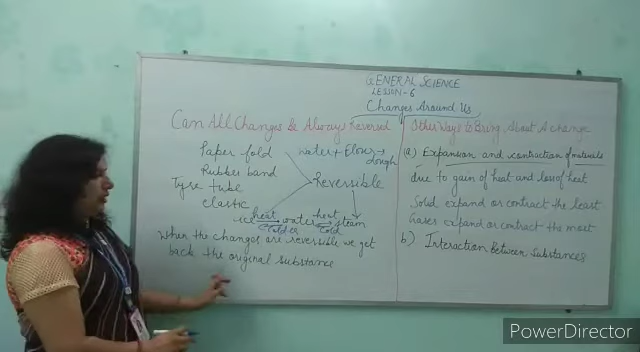 GENERAL SCIENCE
LESSON-6
Changes Around Us
Can All Changes Be Always Reversed
Paper fold
Rubber band
Tyre tube
elastic
water + Flour → dough
Reversible
ice heat water heat steam
cold
When the changes are reversible we get
back the original substance
Other Ways to Bring About A change
(a) Expansion and contraction of materials
due to gain of heat and loss of heat
Solid expand or contract the least
Gases expand or contract the most
b) Interaction Between Substances
PowerDirector